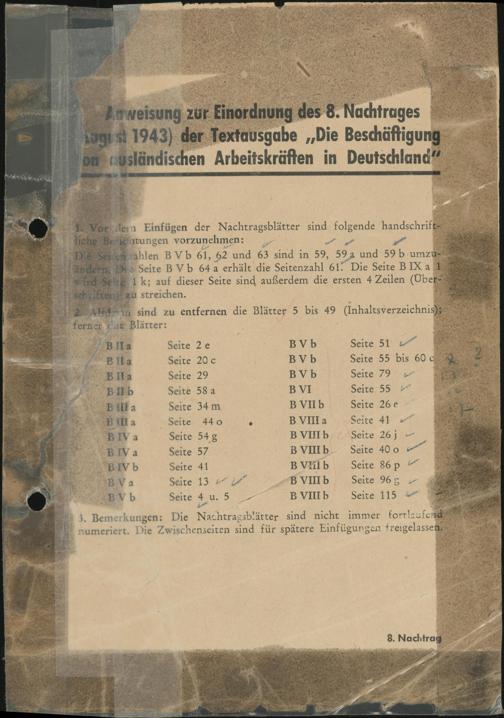 Anweisung zur Einordnung des 8. Nachtrages
(August 1943) der Textausgabe „Die Beschäftigung
von ausländischen Arbeitskräften in Deutschland“
1. Vor dem Einfügen der Nachtragsblätter sind folgende handschrift-
liche Berichtungen vorzunehmen:
Die Seitenzahlen B V b 61, 62 und 63 sind in 59, 59 a und 59 b umzu-
ändern. Die Seite B V b 64 a erhält die Seitenzahl 61. Die Seite B IX a 1
wird Seite 1 k; auf dieser Seite sind außerdem die ersten 4 Zeilen (Über-
schriften) zu streichen.
2. Alsdann sind zu entfernen die Blätter 5 bis 49 (Inhaltsverzeichnis);
ferner die Blätter:
B II a Seite 2 e B V b Seite 51
B II a Seite 20 c B V b Seite 55 bis 60 c
B II a Seite 29 B V b Seite 79
B II b Seite 58 a B VI Seite 55
B III a Seite 34 m B VII b Seite 26 e
B III a Seite 44 o B VIII a Seite 41
B IV a Seite 54 g B VIII b Seite 26 j
B IV a Seite 57 B VIII b Seite 40 o
B IV b Seite 41 B VIII b Seite 86 p
B V a Seite 13 B VIII b Seite 96 g
B V b Seite 4 u. 5 B VIII b Seite 115
3. Bemerkungen: Die Nachtragsblätter sind nicht immer fortlaufend
numeriert. Die Zwischenseiten sind für spätere Einfügungen freigelassen.
8. Nachtrag